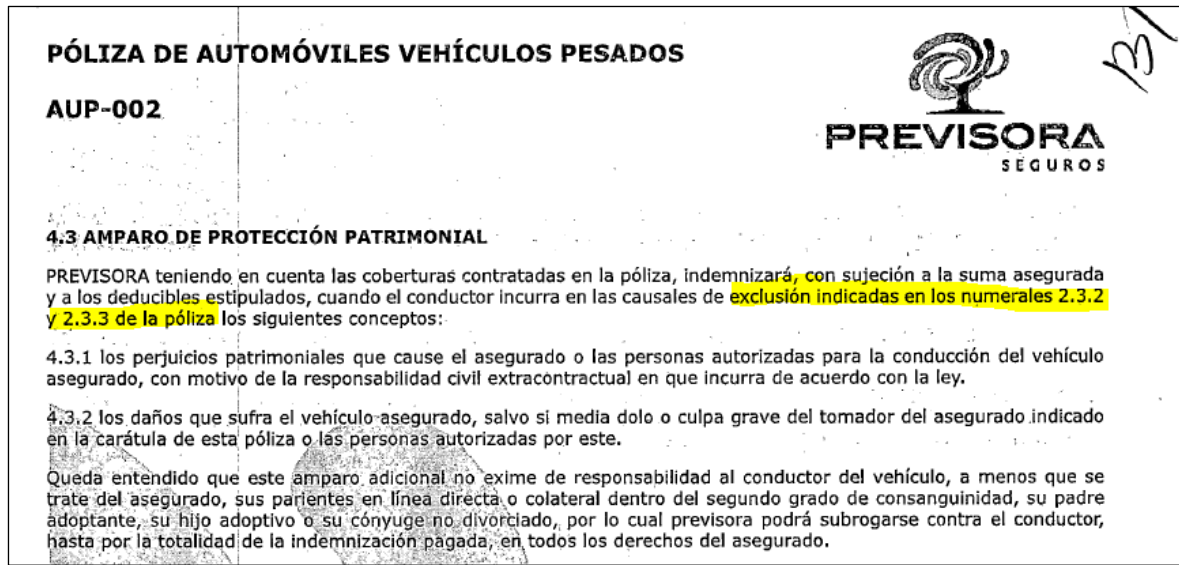 PÓLIZA DE AUTOMÓVILES VEHÍCULOS PESADOS
AUP-002
PREVISORA
SEGUROS
4.3 AMPARO DE PROTECCIÓN PATRIMONIAL
PREVISORA teniendo en cuenta las coberturas contratadas en la póliza, indemnizará, con sujeción a la suma asegurada
y a los deducibles estipulados, cuando el conductor incurra en las causales de exclusión indicadas en los numerales 2.3.2
y 2.3.3 de la póliza los siguientes conceptos:
4.3.1 los perjuicios patrimoniales que cause el asegurado o las personas autorizadas para la conducción del vehículo
asegurado, con motivo de la responsabilidad civil extracontractual en que incurra de acuerdo con la ley.
4.3.2 los daños que sufra el vehículo asegurado, salvo si media dolo o culpa grave del tomador del asegurado indicado
en la carátula de esta póliza o las personas autorizadas por este.
Queda entendido que este amparo adicional no exime de responsabilidad al conductor del vehículo, a menos que se
trate del asegurado, sus parientes en línea directa o colateral dentro del segundo grado de consanguinidad, su padre
adoptante, su hijo adoptivo o su cónyuge no divorciado, por lo cual previsora podrá subrogarse contra el conductor,
hasta por la totalidad de la indemnización pagada, en todos los derechos del asegurado.